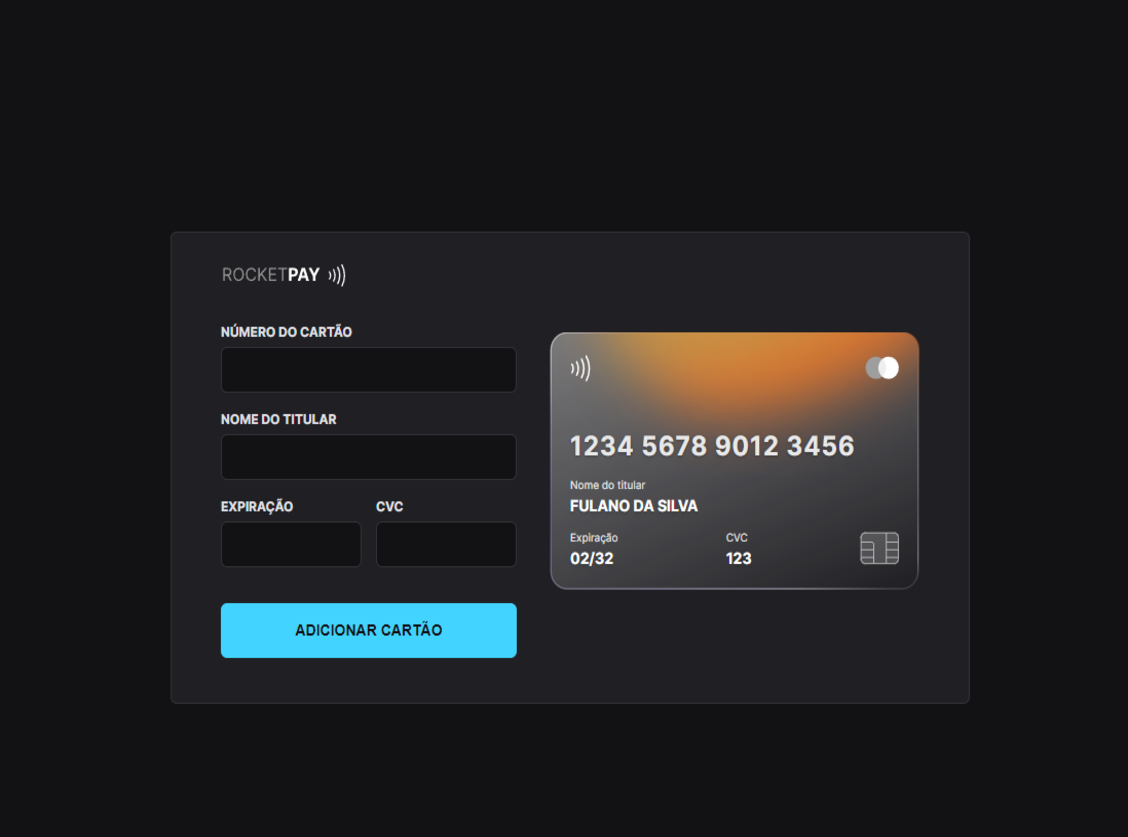 ROCKETPAY
NÚMERO DO CARTÃO
NOME DO TITULAR
EXPIRAÇÃO CVC
ADICIONAR CARTÃO
1234 5678 9012 3456
Nome do titular
FULANO DA SILVA
Expiração CVC
02/32 123